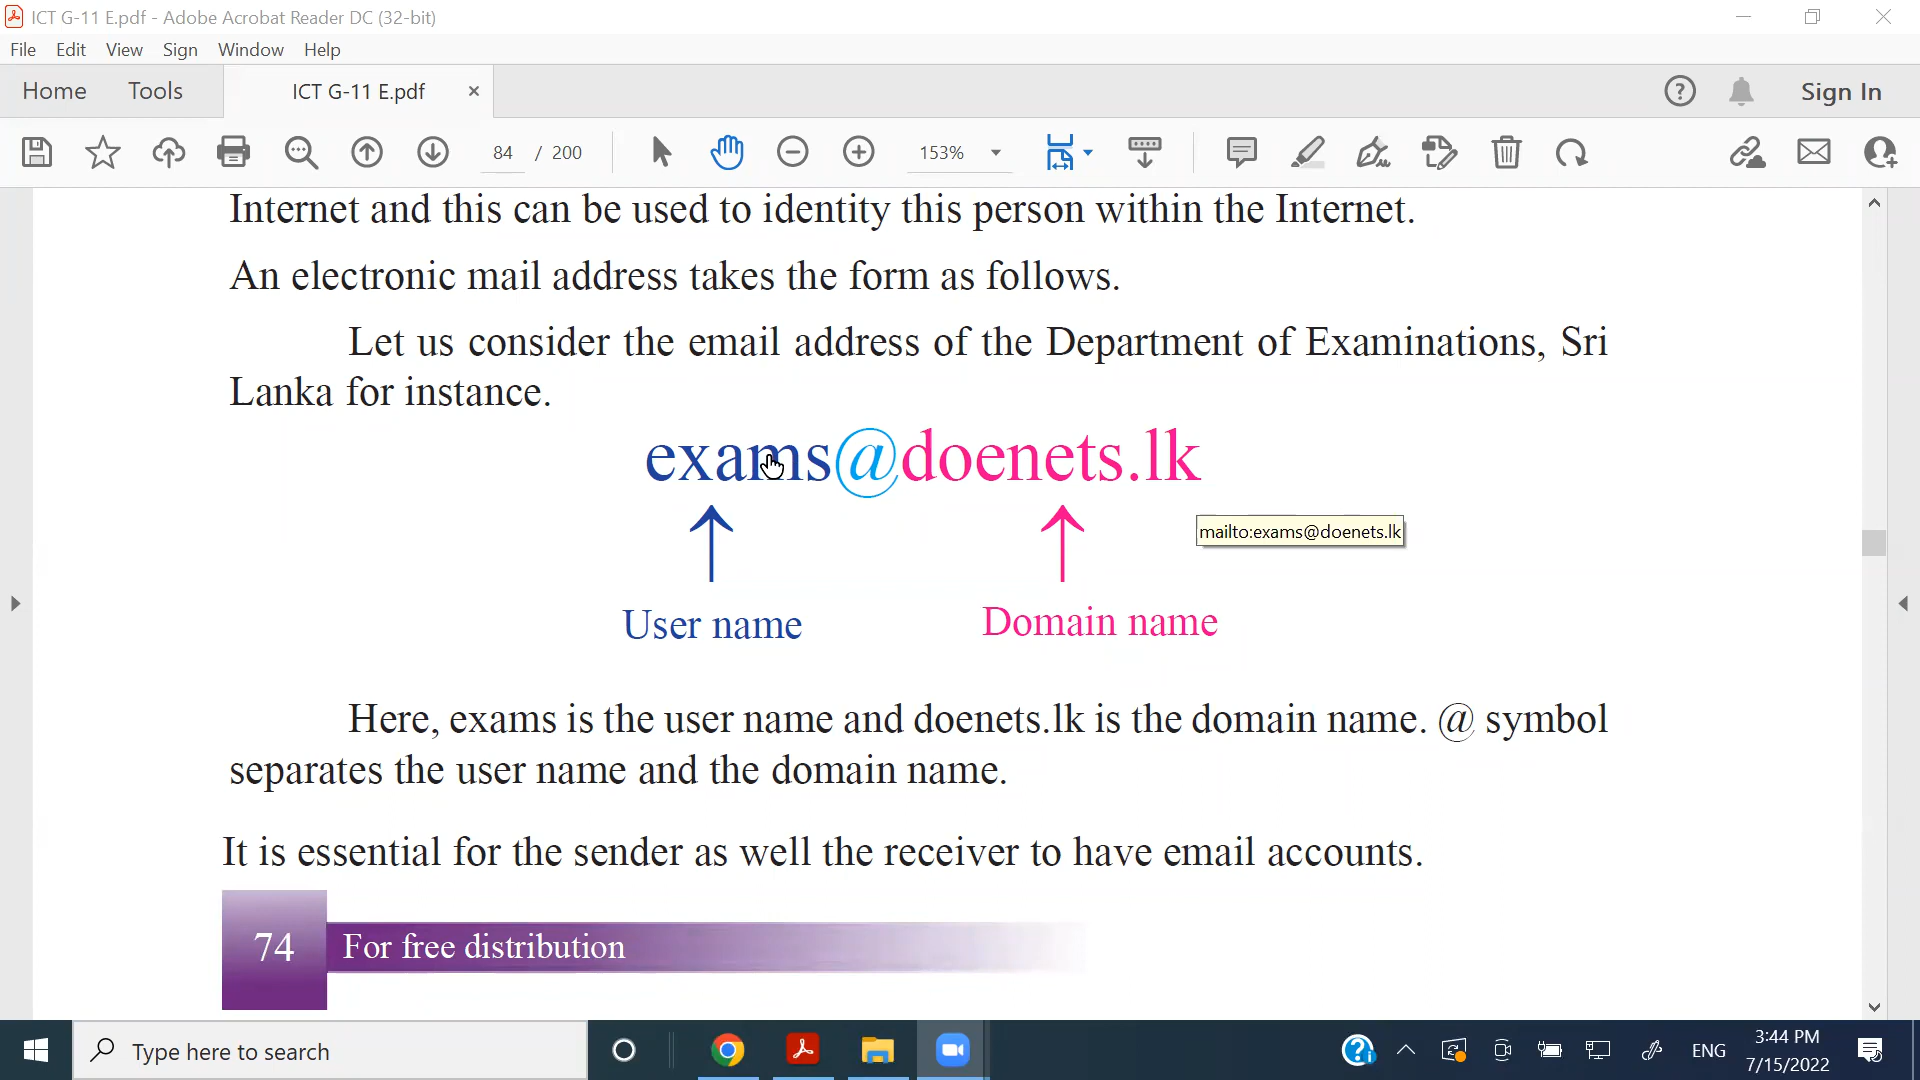 ICT G-11 E.pdf - Adobe Acrobat Reader DC (32-bit)
File Edit View Sign Window Help
Home Tools ICT G-11 E.pdf × Sign In
84 / 200 153%
Internet and this can be used to identity this person within the Internet.
An electronic mail address takes the form as follows.
Let us consider the email address of the Department of Examinations, Sri
Lanka for instance.
exams@doenets.lk
mailto:exams@doenets.lk
User name Domain name
Here, exams is the user name and doenets.lk is the domain name. @ symbol
separates the user name and the domain name.
It is essential for the sender as well the receiver to have email accounts.
74 For free distribution
Type here to search
ENG
3:44 PM
7/15/2022